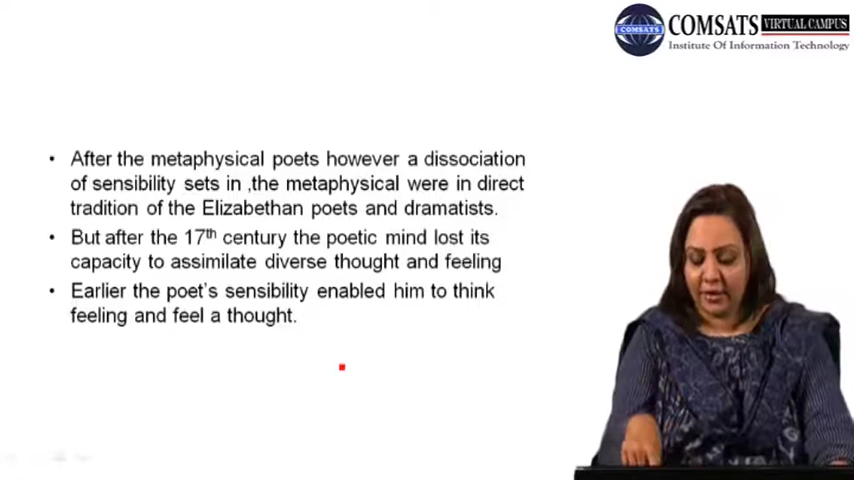 COMSATS
COMSATS VIRTUAL CAMPUS
Institute Of Information Technology
• After the metaphysical poets however a dissociation
of sensibility sets in ,the metaphysical were in direct
tradition of the Elizabethan poets and dramatists.
• But after the 17th century the poetic mind lost its
capacity to assimilate diverse thought and feeling
• Earlier the poet's sensibility enabled him to think
feeling and feel a thought.